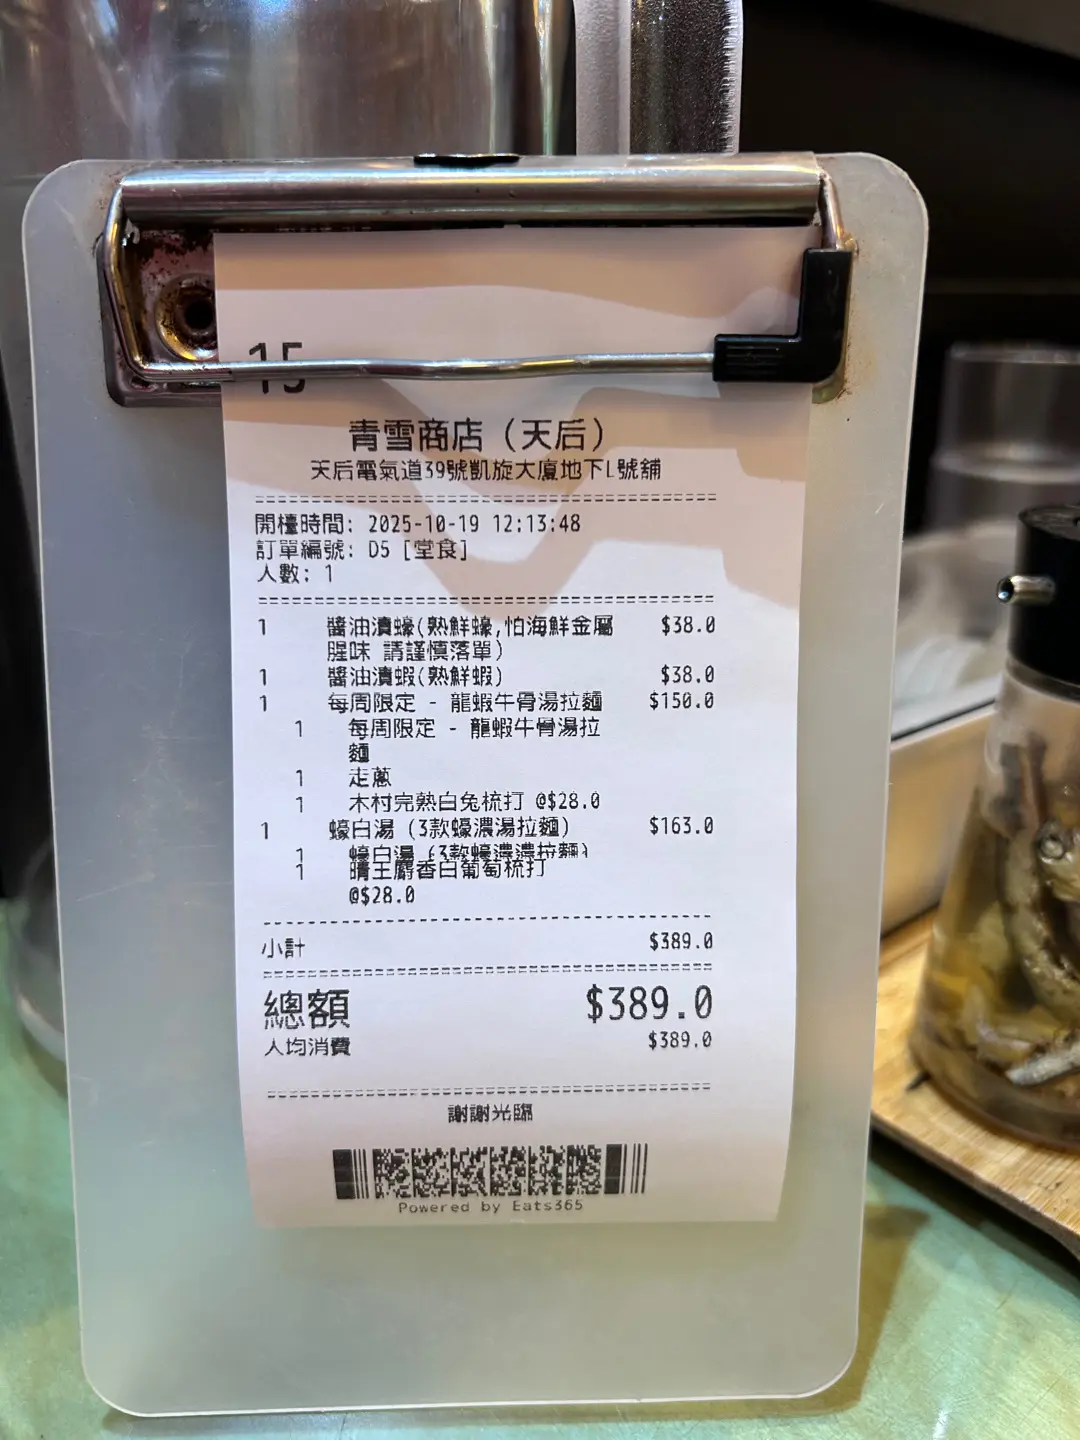 15
青雪商店（天后）
天后電氣道39號凱旋大廈地下L號舖
開檯時間: 2025-10-19 12:13:48
訂單編號: D5 [堂食]
人數: 1
1 醬油漬蠔(熟鮮蠔,怕海鮮金屬 $38.0
腥味 請謹慎落單)
1 醬油漬蝦(熟鮮蝦) $38.0
1 每周限定 - 龍蝦牛骨湯拉麵 $150.0
1 每周限定 - 龍蝦牛骨湯拉
麵
1 走蔥
1 木村完熟白兔梳打 @$28.0
1 蠔白湯 (3款蠔濃湯拉麵) $163.0
1 蠔白湯 (3款蠔濃湯拉麵)
1 晴王麝香白葡萄梳打
@$28.0
小計 $389.0
總額 $389.0
人均消費 $389.0
謝謝光臨
Powered by Eats365